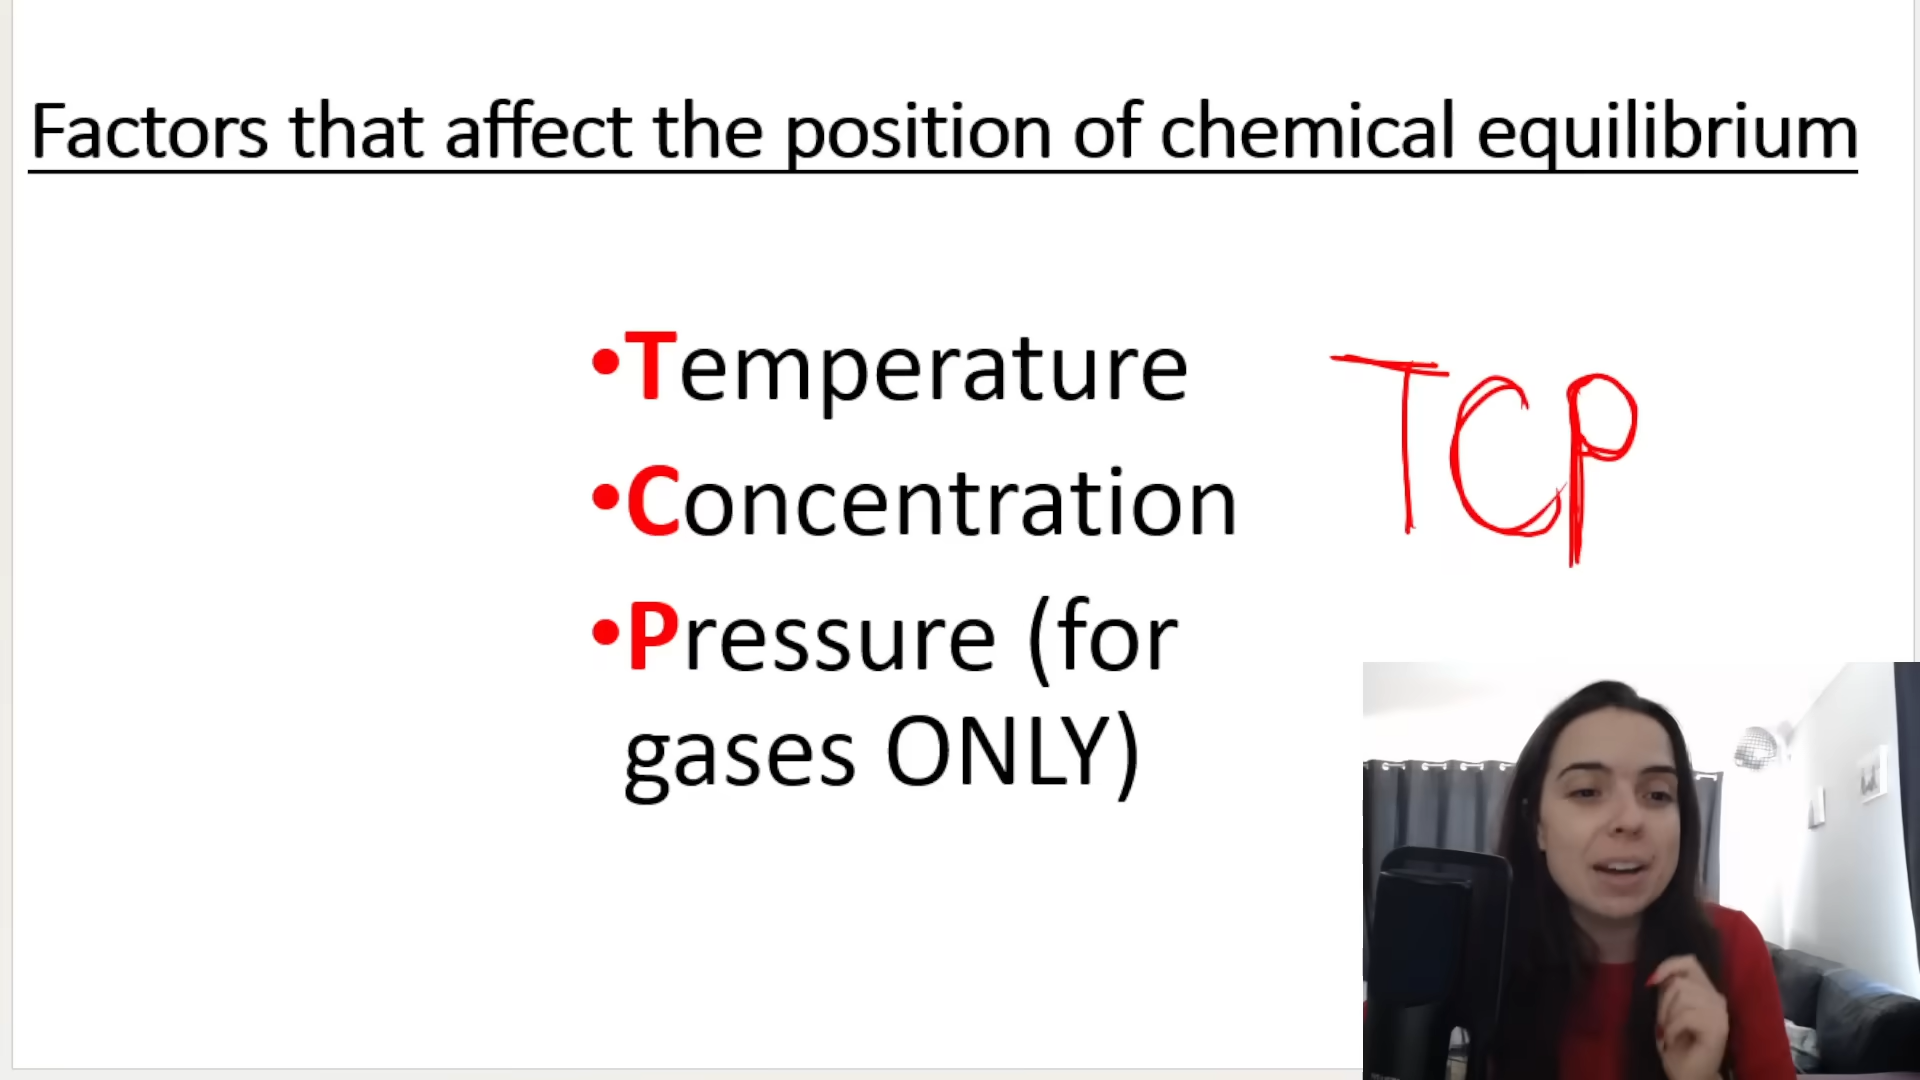 Factors that affect the position of chemical equilibrium
•Temperature
•Concentration
•Pressure (for
gases ONLY)
TCP